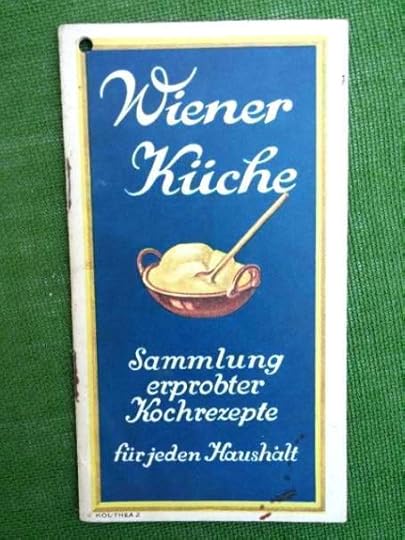 Wiener
Küche
Sammlung
erprobter
Kochrezepte
für jeden Haushalt